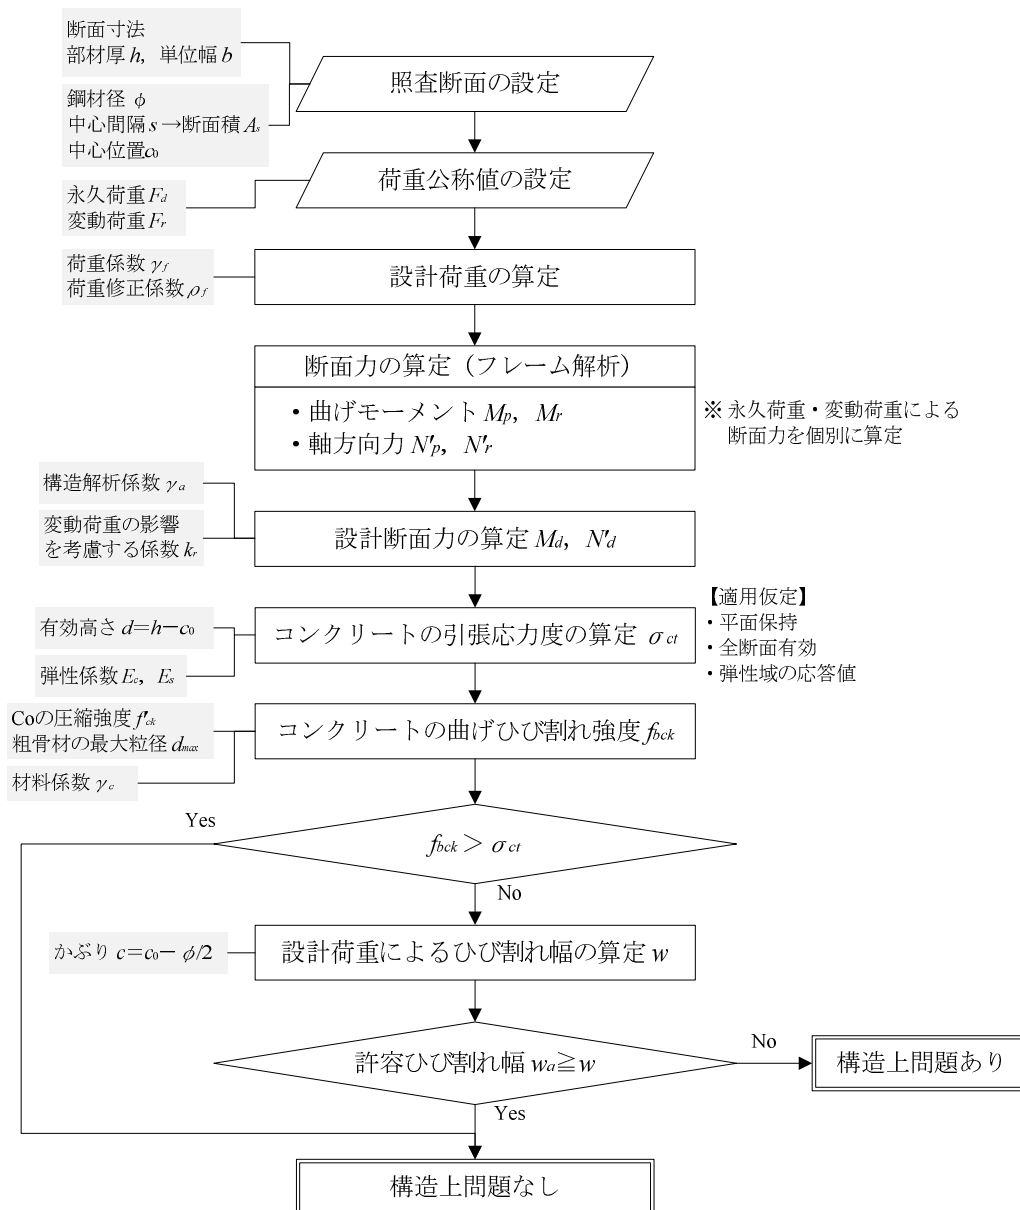 断面寸法
部材厚 h, 単位幅 b
照査断面の設定
鋼材径 φ
中心間隔 s →断面積 As
中心位置c0
荷重公称値の設定
永久荷重 Fd
変動荷重 Fr
荷重係数 γf
荷重修正係数 ρf
設計荷重の算定
断面力の算定(フレーム解析)
・曲げモーメント Mp, Mr
・軸方向力 N'p, N'r
※ 永久荷重・変動荷重による
断面力を個別に算定
構造解析係数 γa
変動荷重の影響
を考慮する係数 kr
設計断面力の算定 Md, N'd
有効高さ d=h−c0
弾性係数 Ec, Es
コンクリートの引張応力度の算定 σct
【適用仮定】
・平面保持
・全断面有効
・弾性域の応答値
Coの圧縮強度 f'ck
粗骨材の最大粒径 dmax
材料係数 γc
コンクリートの曲げひび割れ強度 fbck
Yes
fbck > σct
No
かぶり c=c0− φ/2
設計荷重によるひび割れ幅の算定 w
許容ひび割れ幅 wa≧w
No
構造上問題あり
Yes
構造上問題なし